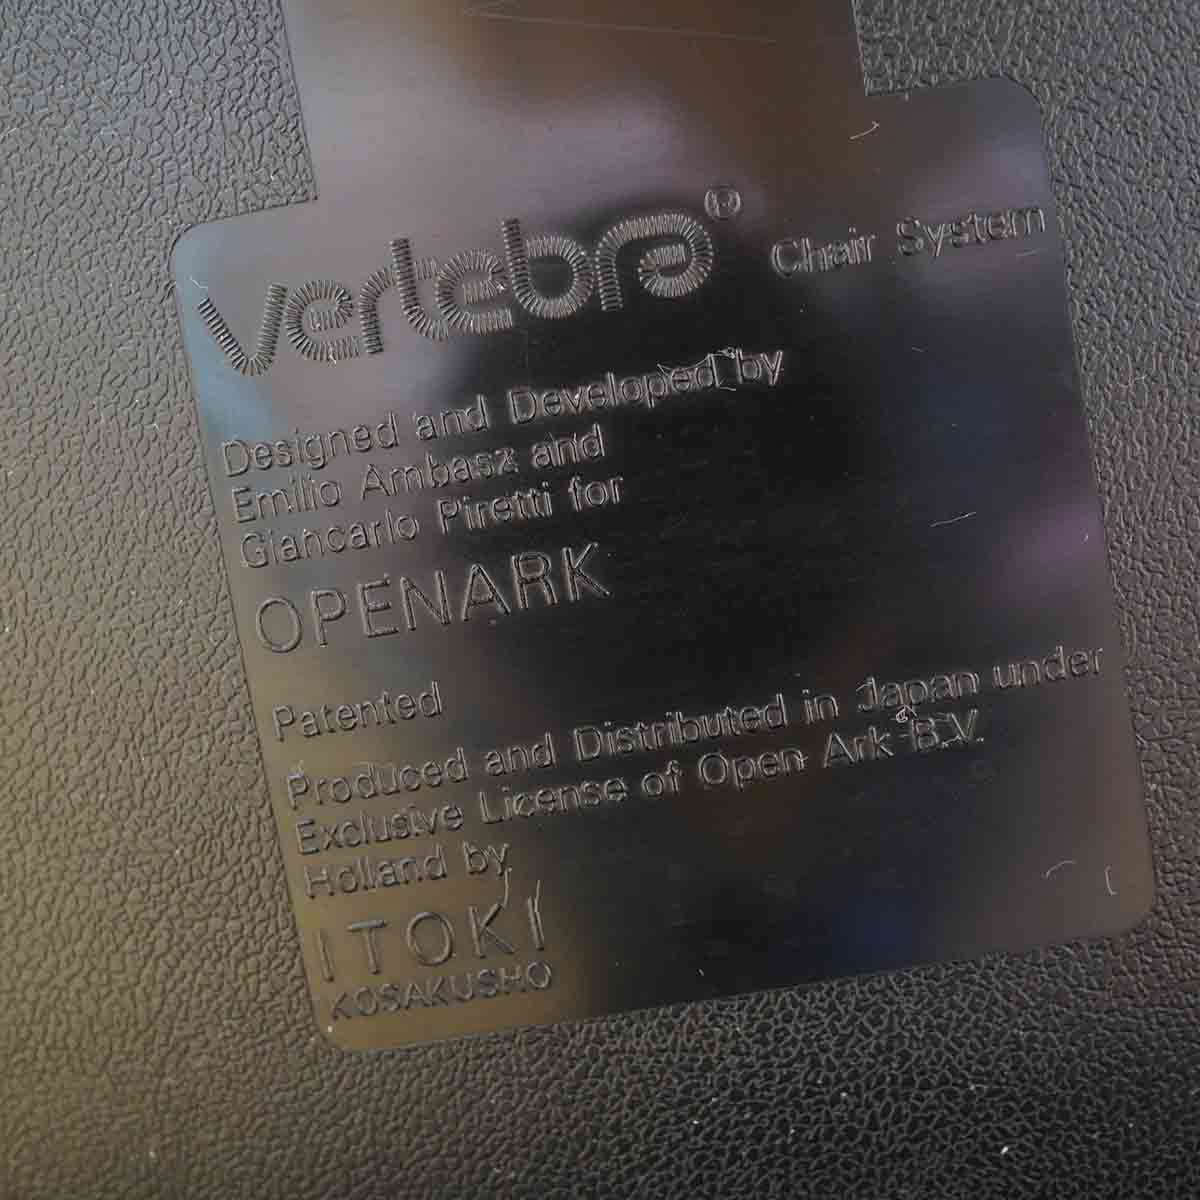 vertebra® Chair System
Designed and Developed by
Emilio Ambasz and
Giancarlo Piretti for
OPENARK
Patented
Produced and Distributed in Japan under
Exclusive License of Open Ark B.V.
Holland by
ITOKI
KOSAKUSHO